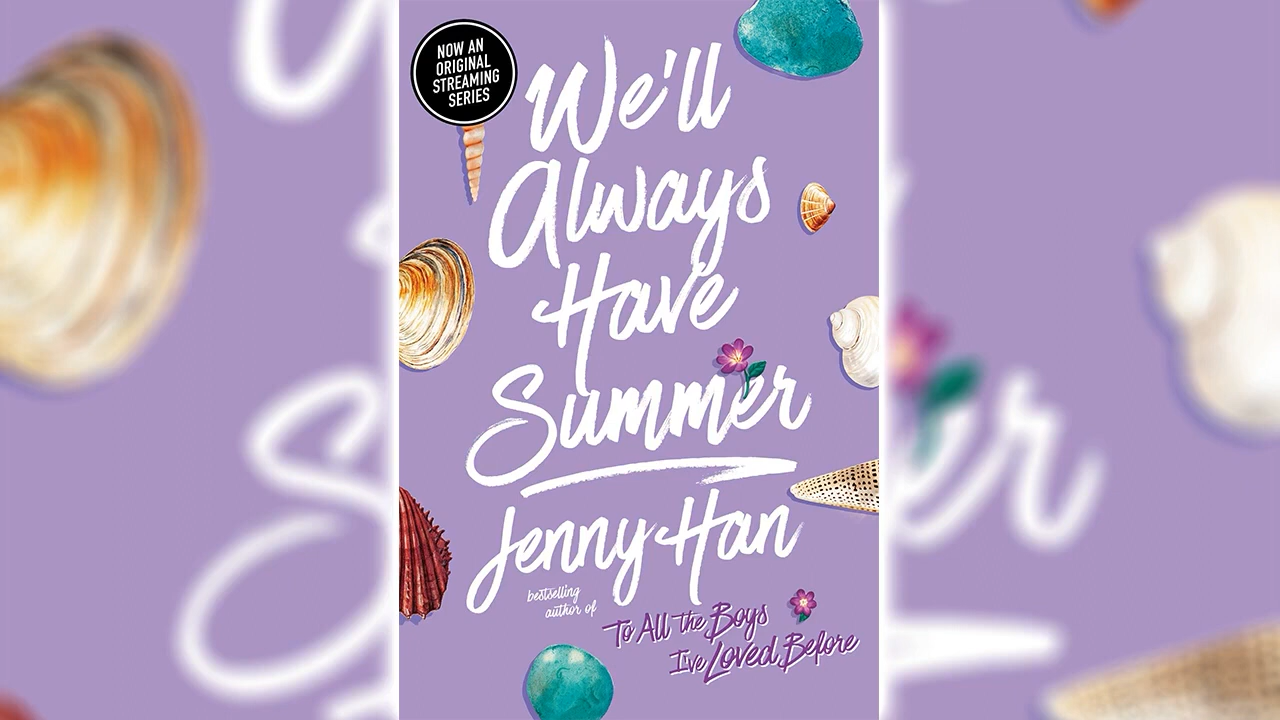 NOW AN
ORIGINAL
STREAMING
SERIES
We'll
Always
Have
Summer
Jenny Han
bestselling
author of
To All the Boys
I've Loved Before